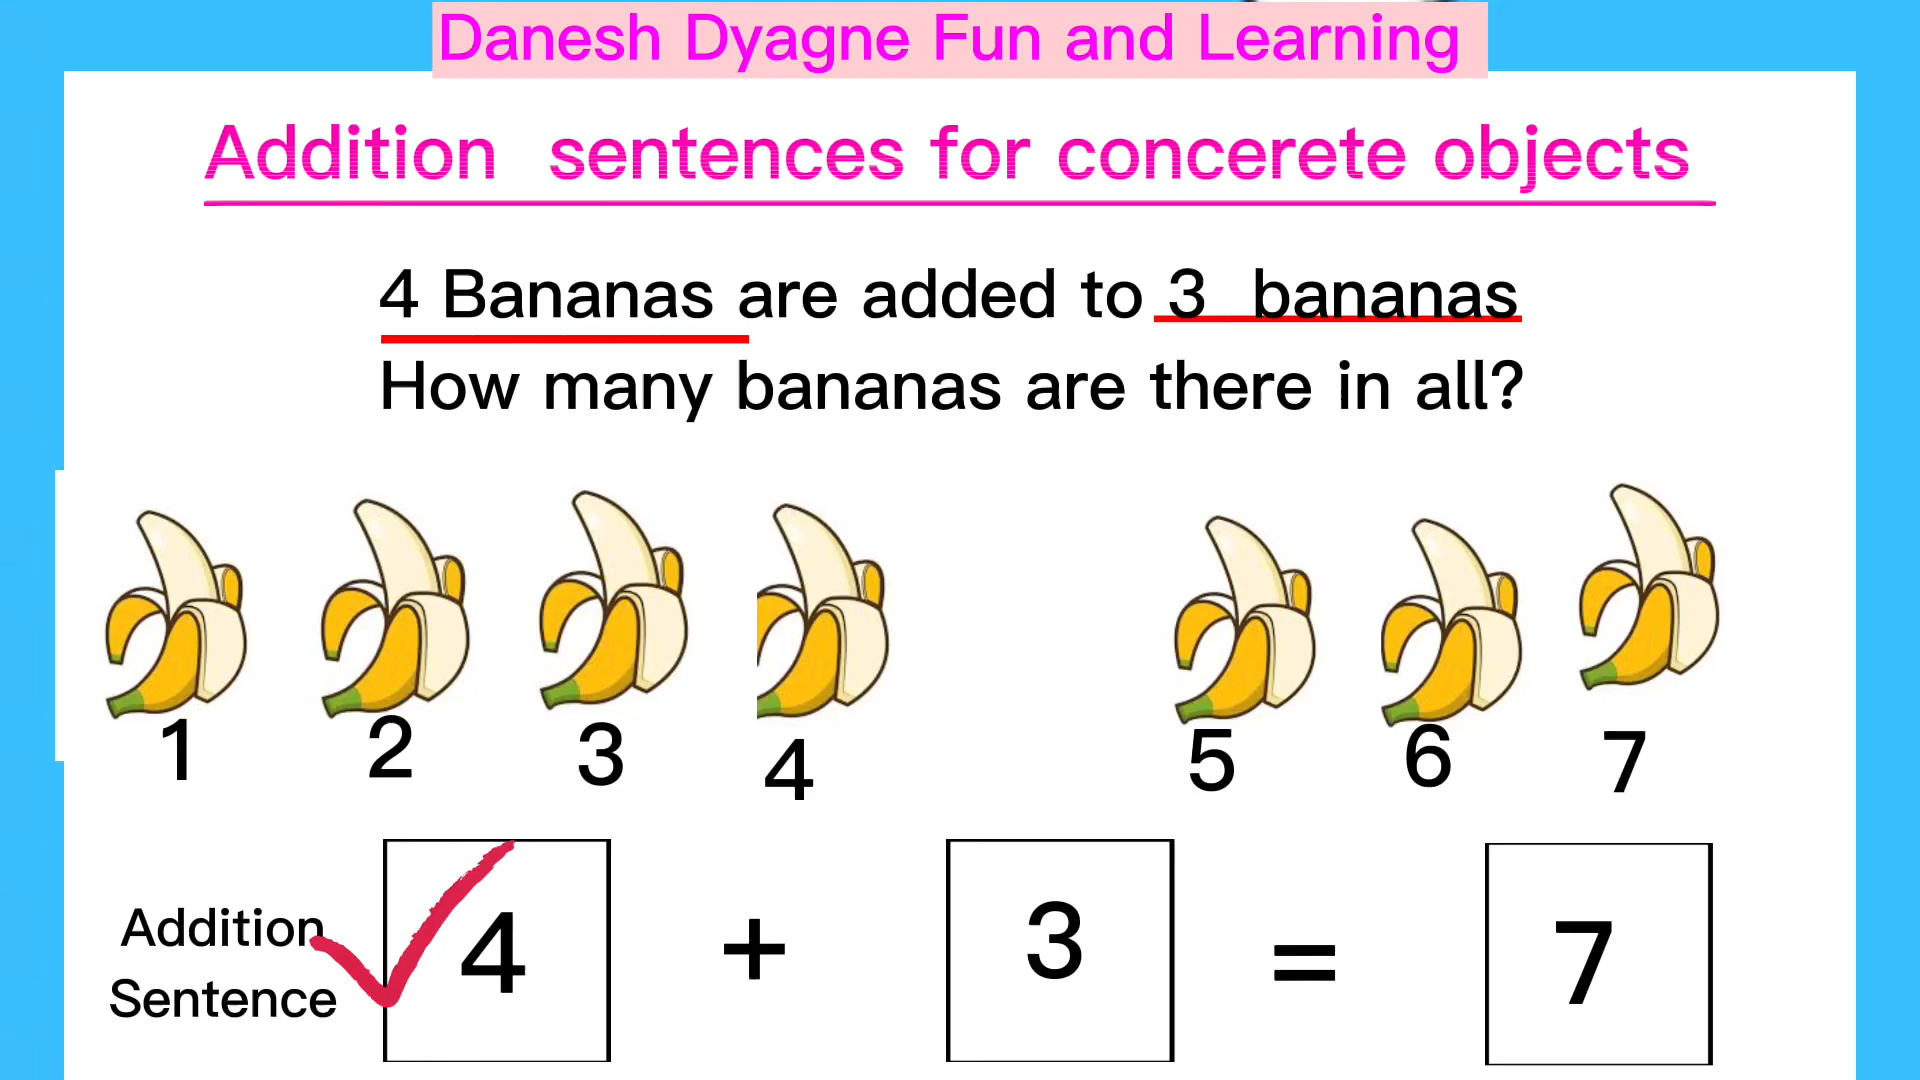 Danesh Dyagne Fun and Learning
Addition sentences for concerete objects
4 Bananas are added to 3 bananas
How many bananas are there in all?
1 2 3 4 5 6 7
Addition
Sentence
4 + 3 = 7